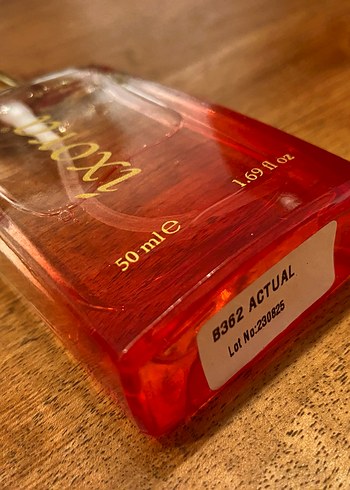 50 ml ℮
1.69 fl oz
B362 ACTUAL
Lot No:230825